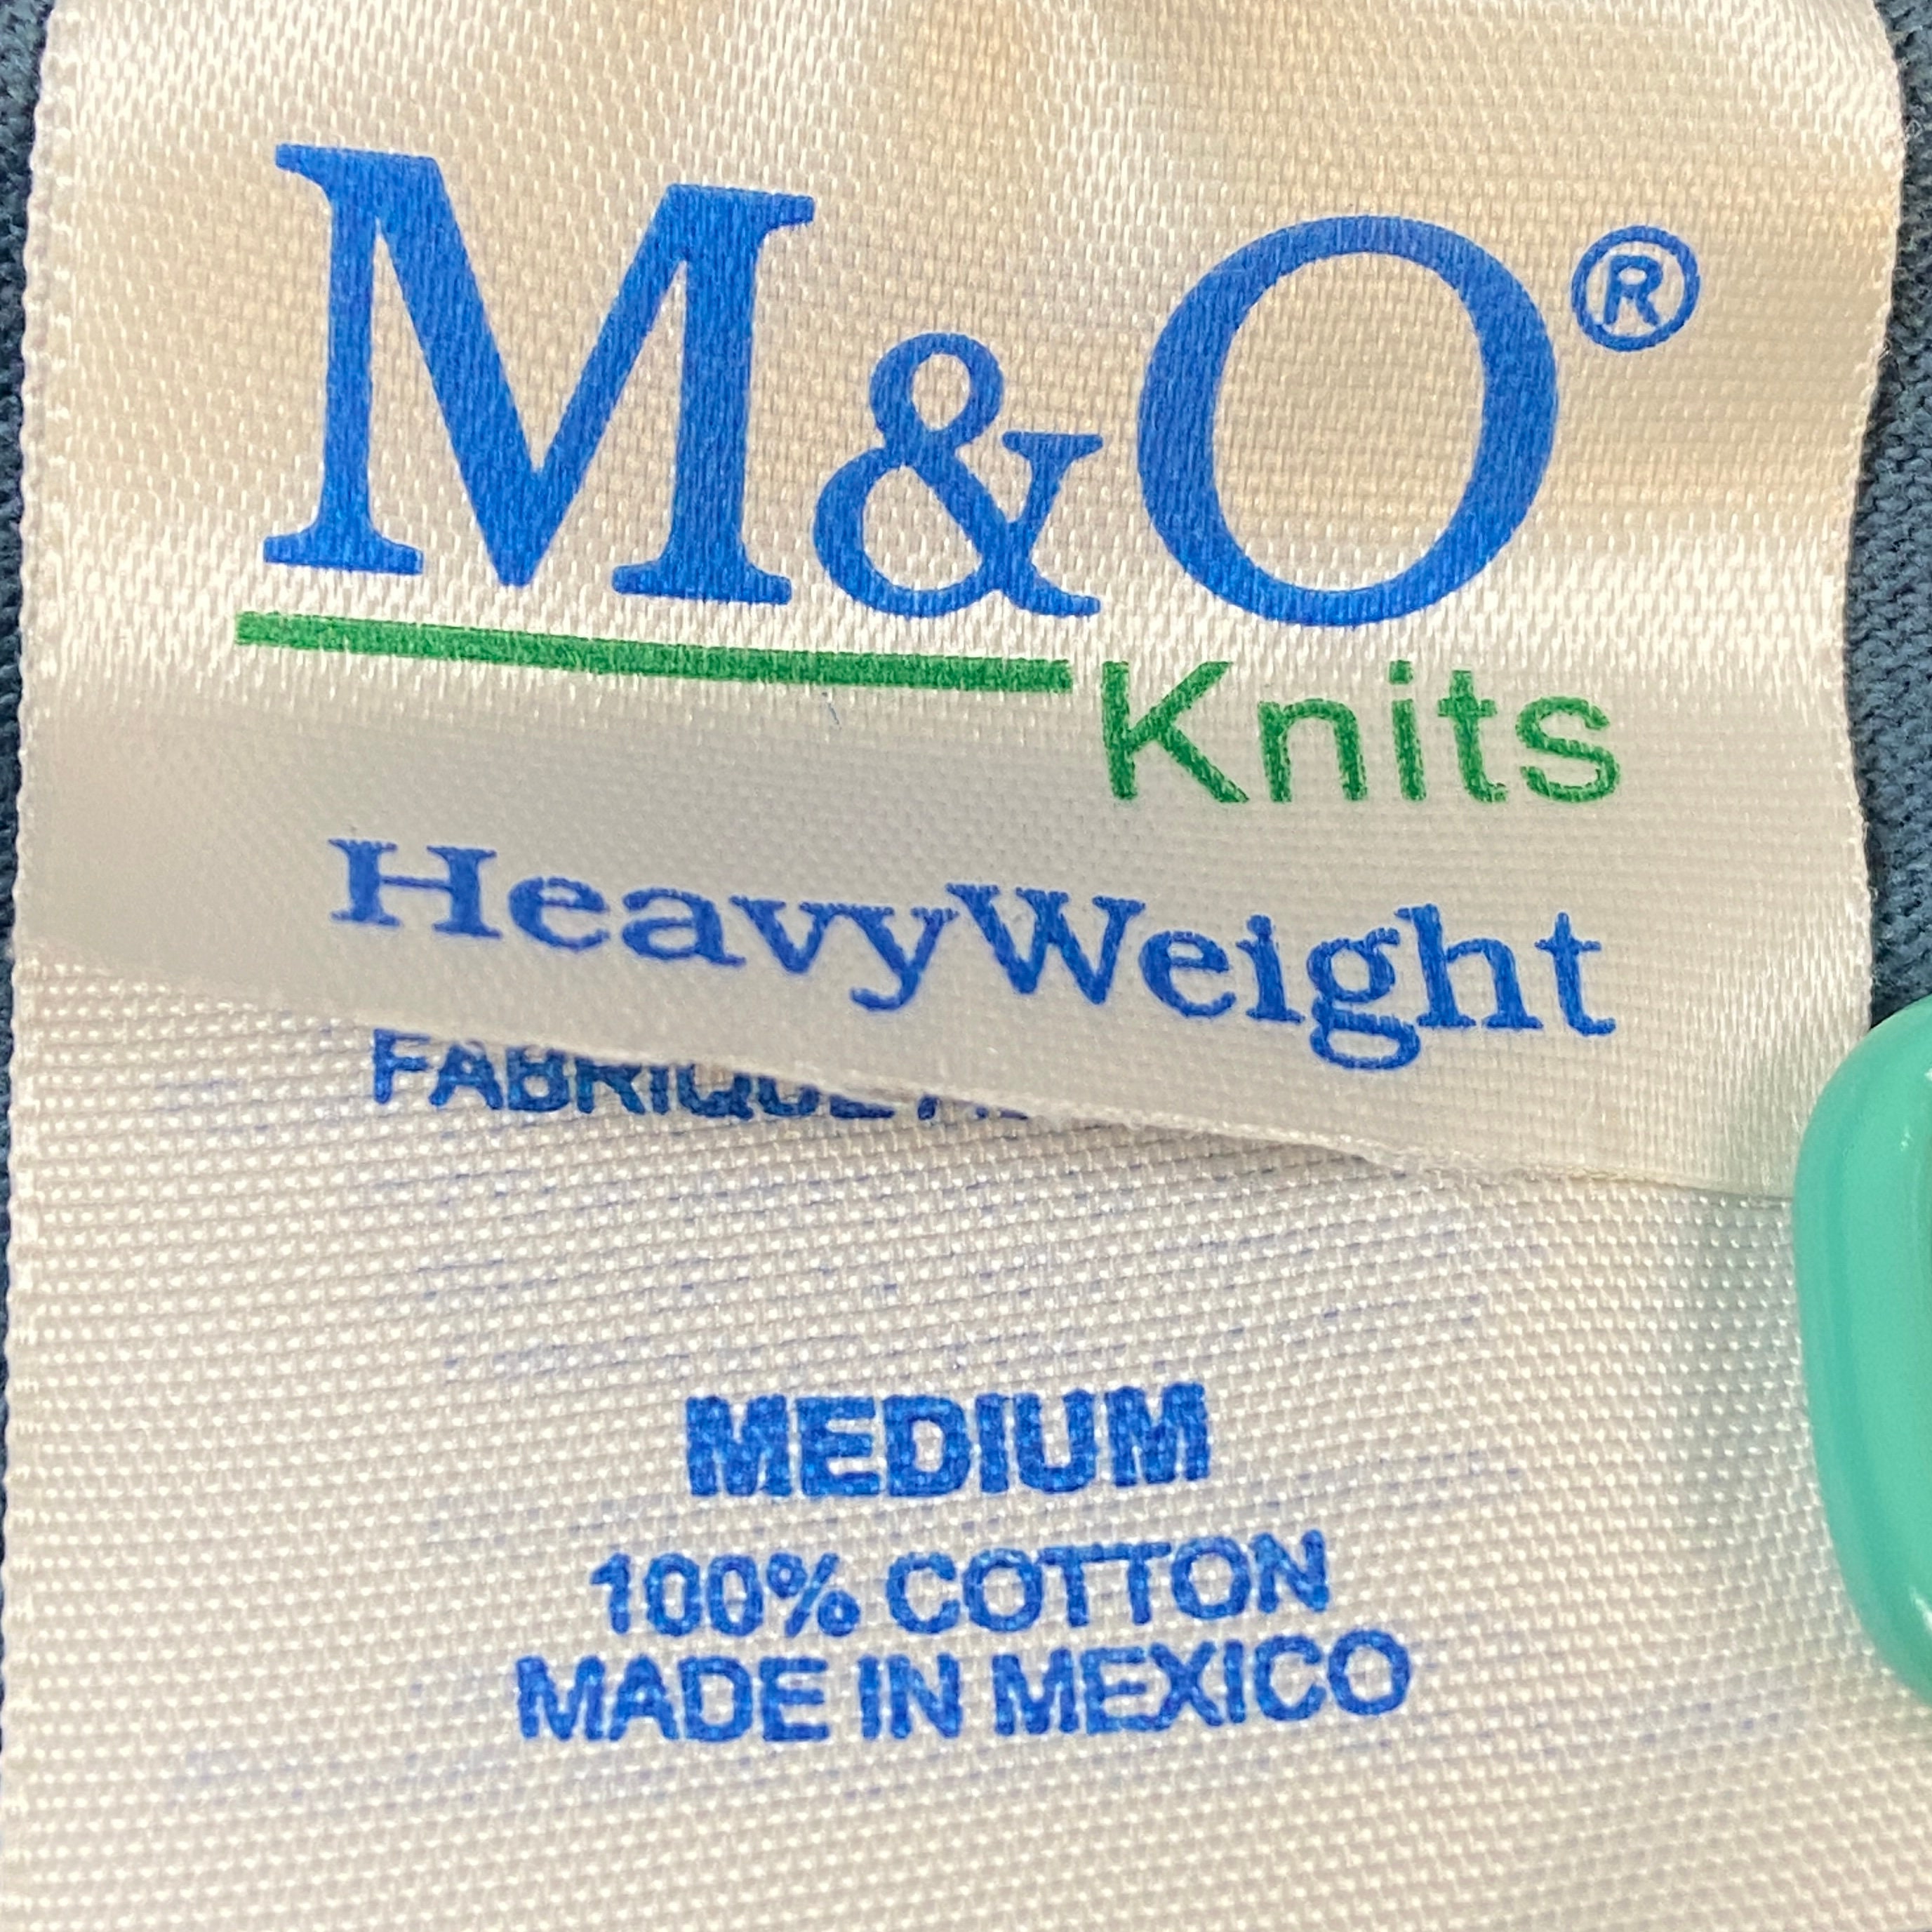 M&O®
Knits
HeavyWeight
MEDIUM
100% COTTON
MADE IN MEXICO